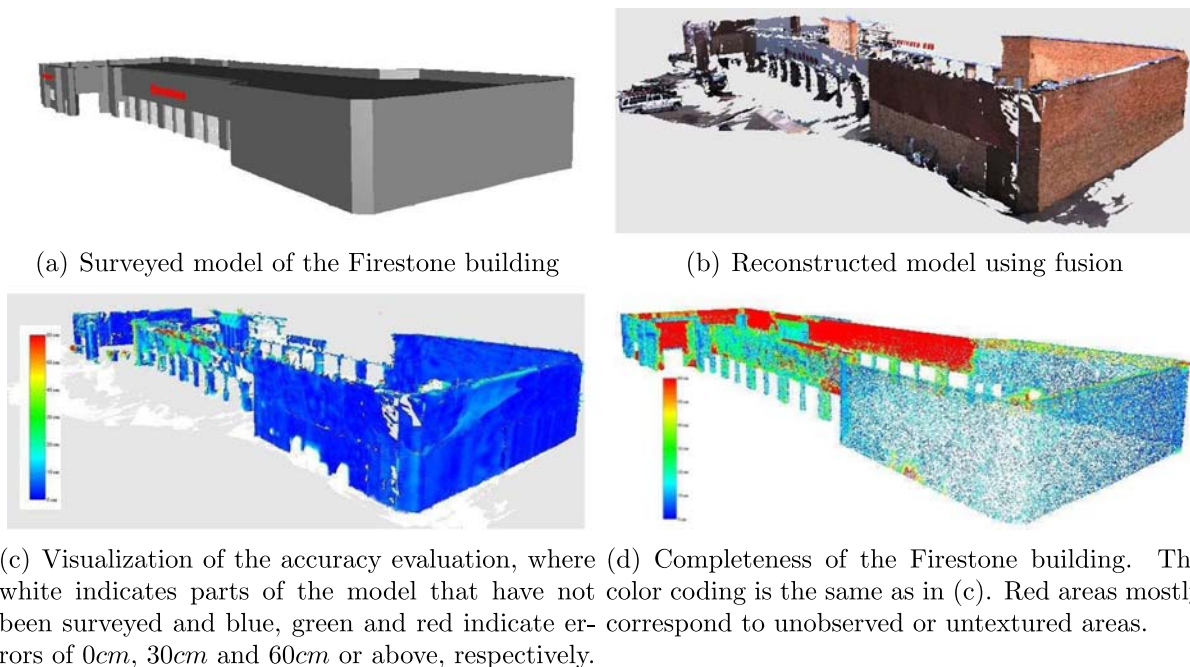 (a) Surveyed model of the Firestone building
(b) Reconstructed model using fusion
(c) Visualization of the accuracy evaluation, where
white indicates parts of the model that have not
been surveyed and blue, green and red indicate er-
rors of 0cm, 30cm and 60cm or above, respectively.
(d) Completeness of the Firestone building. Th
color coding is the same as in (c). Red areas mostly
correspond to unobserved or untextured areas.